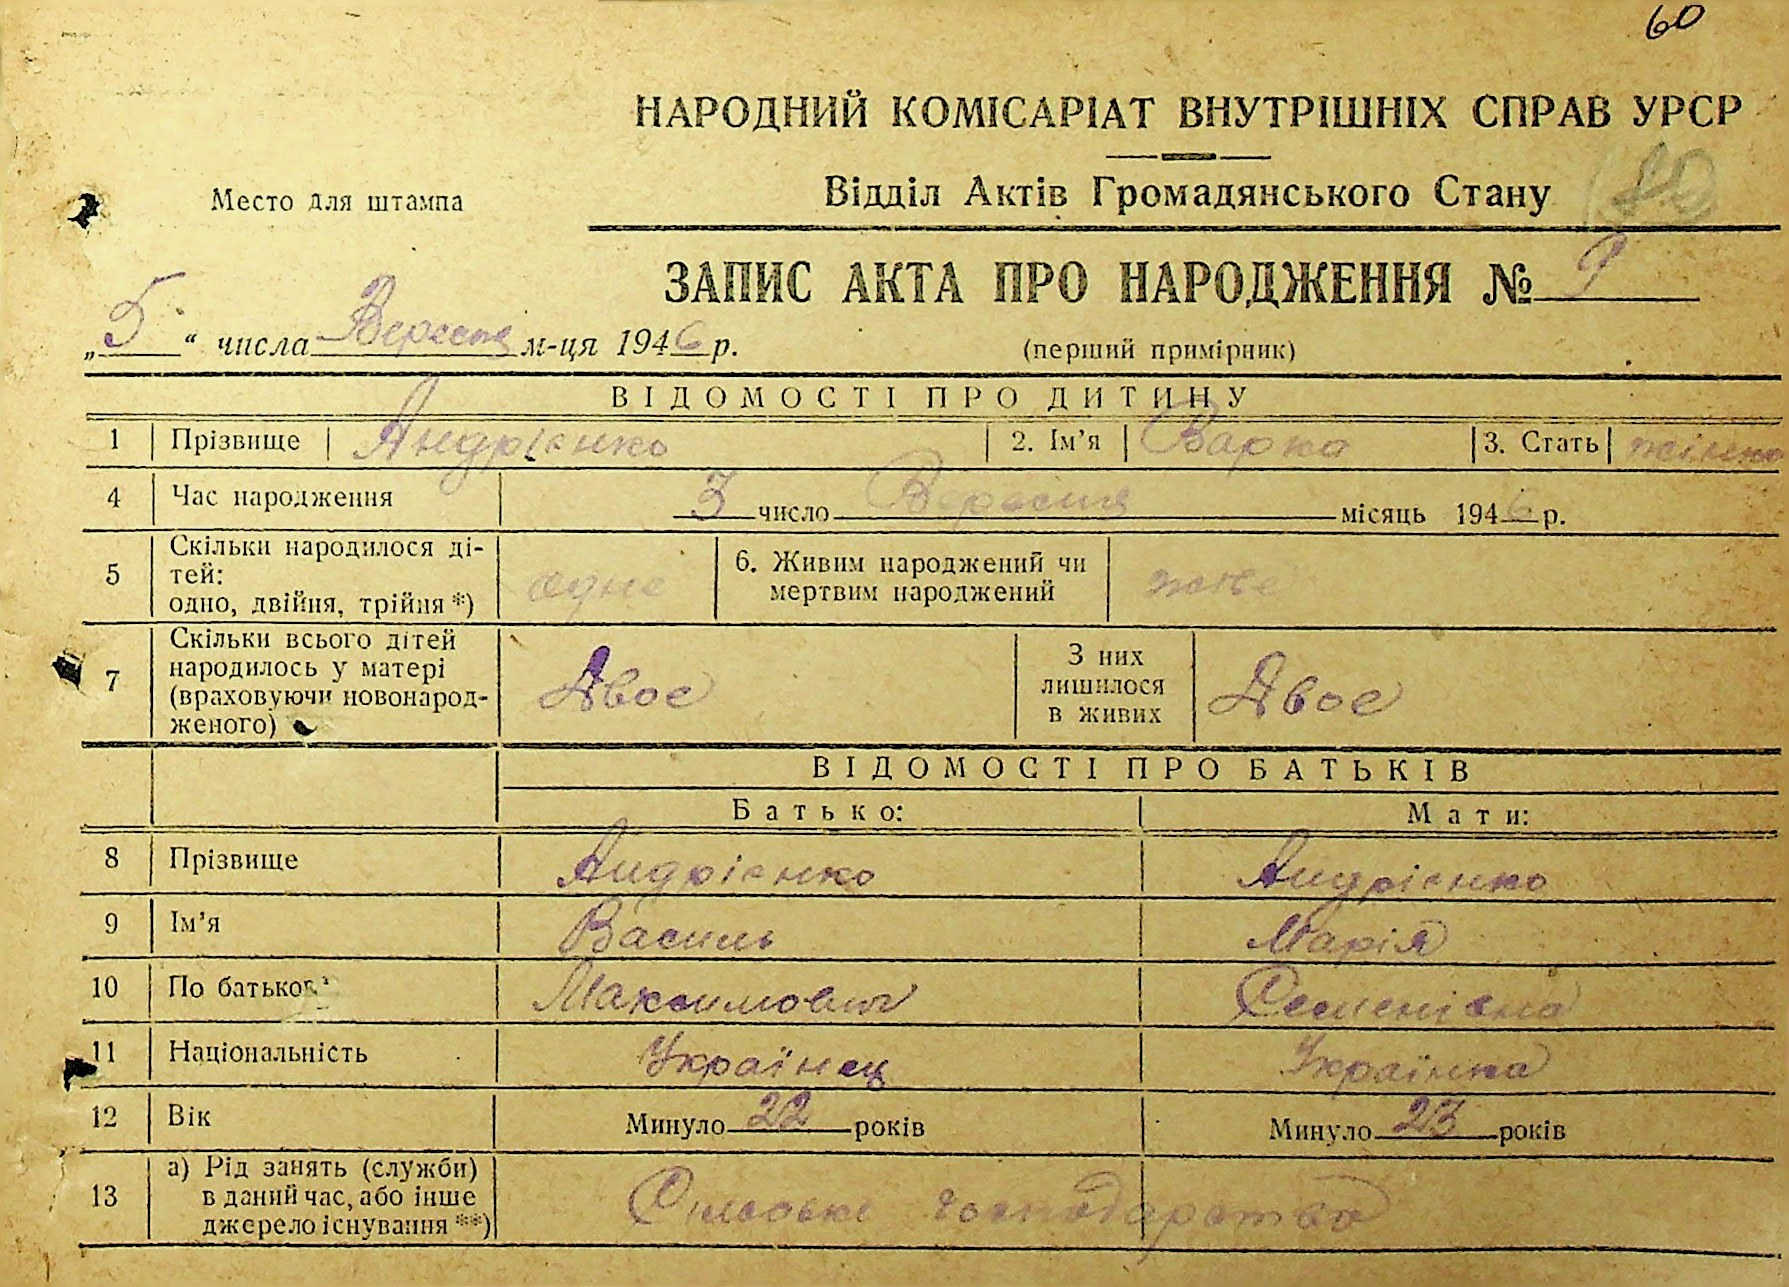 60
НАРОДНИЙ КОМІСАРІАТ ВНУТРІШНІХ СПРАВ УРСР
Место для штампа
Відділ Актів Громадянського Стану
ЗАПИС АКТА ПРО НАРОДЖЕННЯ № 9
„5“ числа Вересня м-ця 1946 р.
(перший примірник)
ВІДОМОСТІ ПРО ДИТИНУ
1 Прізвище Андрієнко 2. Ім'я Варка 3. Стать жіноч
4 Час народження 3 число Вересня місяць 1946 р.
5 Скільки народилося ді-
тей:
одно, двійня, трійня *) одне
6. Живим народжений чи
мертвим народжений живе
7 Скільки всього дітей
народилось у матері
(враховуючи новонарод-
женого) Двоє
З них
лишилося
в живих Двоє
ВІДОМОСТІ ПРО БАТЬКІВ
Батько: Мати:
8 Прізвище Андрієнко Андрієнко
9 Ім'я Василь Марія
10 По батькові Максимович Семенівна
11 Національність Українец Українка
12 Вік Минуло 22 років Минуло 23 років
13 а) Рід занять (служби)
в даний час, або інше
джерело існування **) Сільське господарство